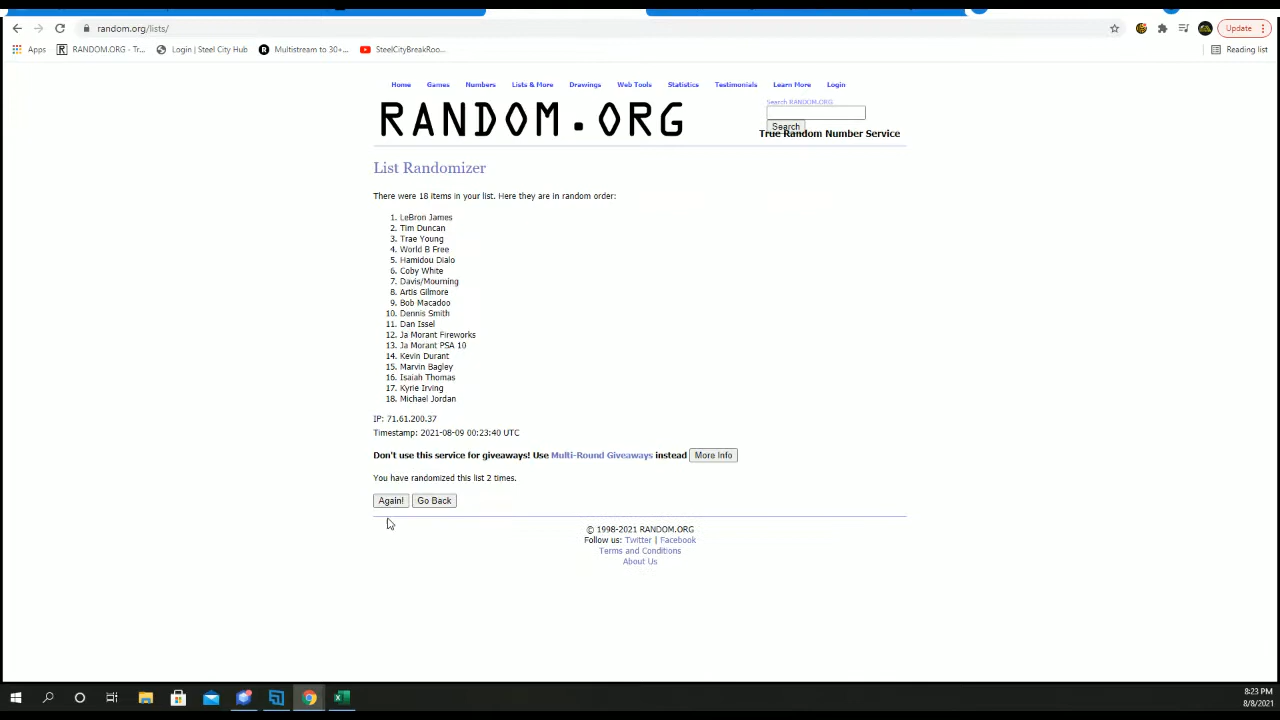 random.org/lists/
Update
Apps
RANDOM.ORG - Tr...
Login | Steel City Hub
Multistream to 30+...
SteelCityBreakRoo...
Reading list
Home Games Numbers Lists & More Drawings Web Tools Statistics Testimonials Learn More Login
RANDOM.ORG
Search RANDOM.ORG
Search
True Random Number Service
List Randomizer
There were 18 items in your list. Here they are in random order:
1. LeBron James
2. Tim Duncan
3. Trae Young
4. World B Free
5. Hamidou Dialo
6. Coby White
7. Davis/Mourning
8. Artis Gilmore
9. Bob Macadoo
10. Dennis Smith
11. Dan Issel
12. Ja Morant Fireworks
13. Ja Morant PSA 10
14. Kevin Durant
15. Marvin Bagley
16. Isaiah Thomas
17. Kyrie Irving
18. Michael Jordan
IP: 71.61.200.37
Timestamp: 2021-08-09 00:23:40 UTC
Don't use this service for giveaways! Use Multi-Round Giveaways instead More Info
You have randomized this list 2 times.
Again! Go Back
© 1998-2021 RANDOM.ORG
Follow us: Twitter | Facebook
Terms and Conditions
About Us
8:23 PM
8/8/2021